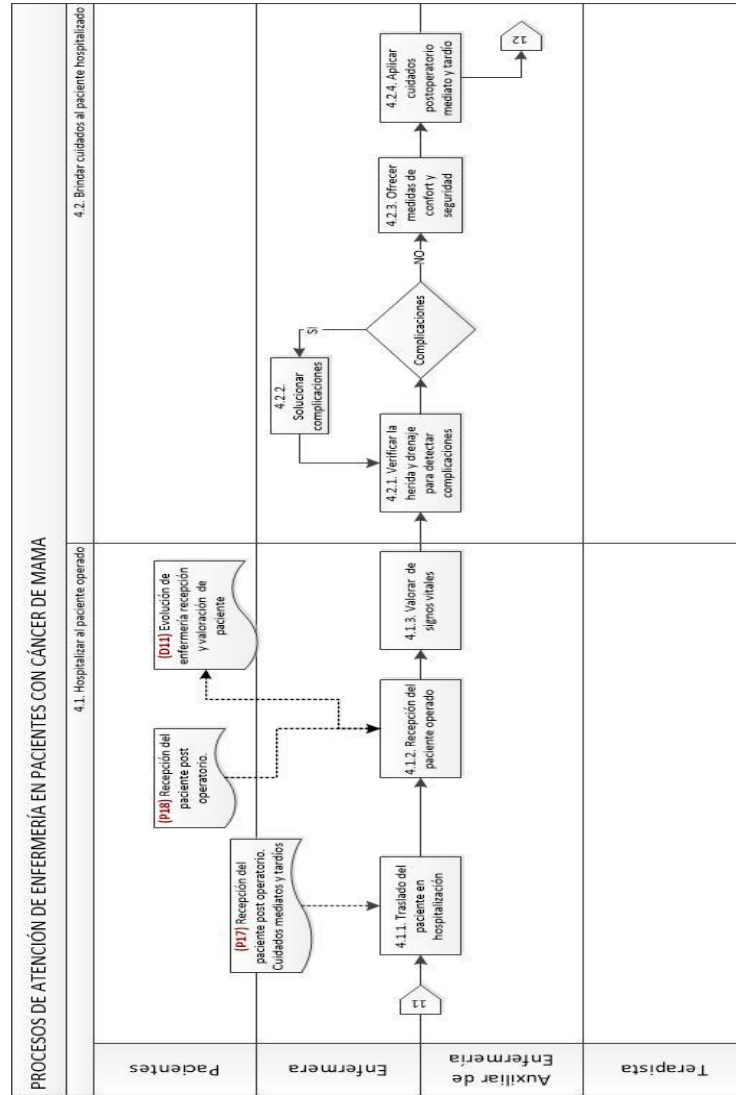 PROCESOS DE ATENCIÓN DE ENFERMERÍA EN PACIENTES CON CÁNCER DE MAMA
4.1. Hospitalizar al paciente operado
4.2. Brindar cuidados al paciente hospitalizado
Pacientes
(P17) Recepción del
paciente post operatorio.
Cuidados mediatos y tardíos
(P18) Recepción del
paciente post
operatorio.
(D11) Evolución de
enfermería recepción
y valoración de
paciente
Enfermera
11
4.1.1. Traslado del
paciente en
hospitalización
4.1.2. Recepción del
paciente operado
4.1.3. Valorar de
signos vitales
4.2.1. Verificar la
herida y drenaje
para detectar
complicaciones
4.2.2.
Solucionar
complicaciones
SI
Complicaciones
NO
4.2.3. Ofrecer
medidas de
confort y
seguridad
4.2.4. Aplicar
cuidados
postoperatorio
mediato y tardío
12
Auxiliar de
Enfermería
Terapista